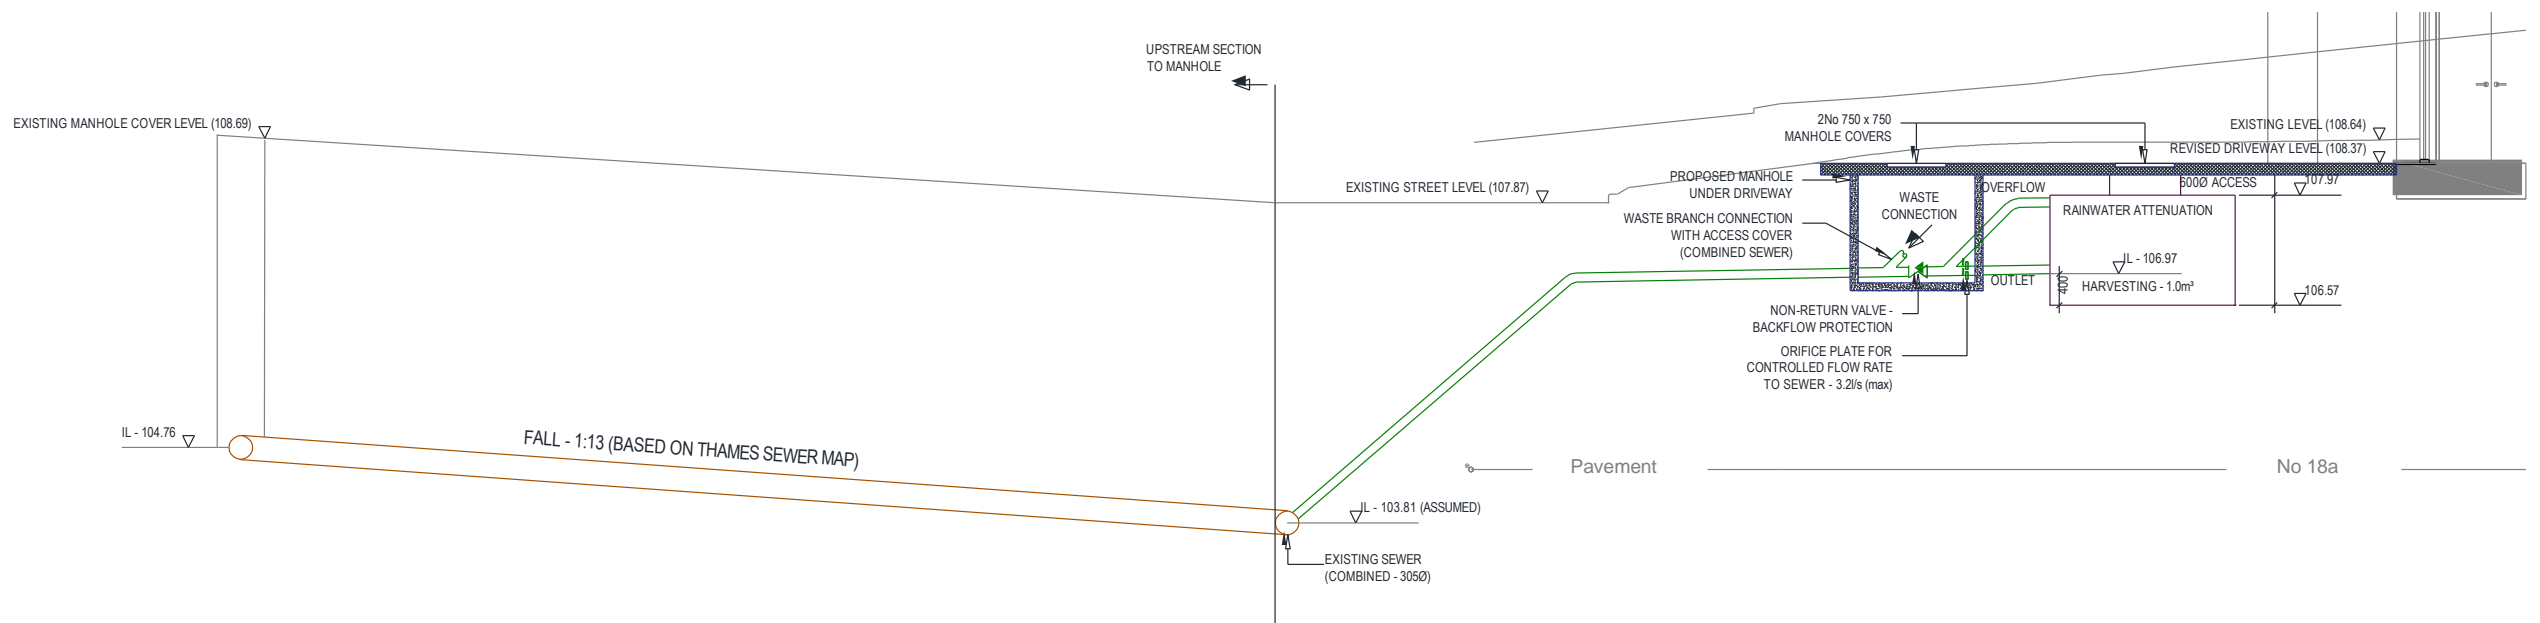 UPSTREAM SECTION
TO MANHOLE
EXISTING MANHOLE COVER LEVEL (108.69)
2No 750 x 750
MANHOLE COVERS
EXISTING LEVEL (108.64)
REVISED DRIVEWAY LEVEL (108.37)
EXISTING STREET LEVEL (107.87)
PROPOSED MANHOLE
UNDER DRIVEWAY
WASTE
CONNECTION
OVERFLOW
600Ø ACCESS
107.97
WASTE BRANCH CONNECTION
WITH ACCESS COVER
(COMBINED SEWER)
RAINWATER ATTENUATION
IL - 106.97
OUTLET
400
HARVESTING - 1.0m³
106.57
NON-RETURN VALVE -
BACKFLOW PROTECTION
ORIFICE PLATE FOR
CONTROLLED FLOW RATE
TO SEWER - 3.2l/s (max)
IL - 104.76
FALL - 1:13 (BASED ON THAMES SEWER MAP)
Pavement
No 18a
IL - 103.81 (ASSUMED)
EXISTING SEWER
(COMBINED - 305Ø)